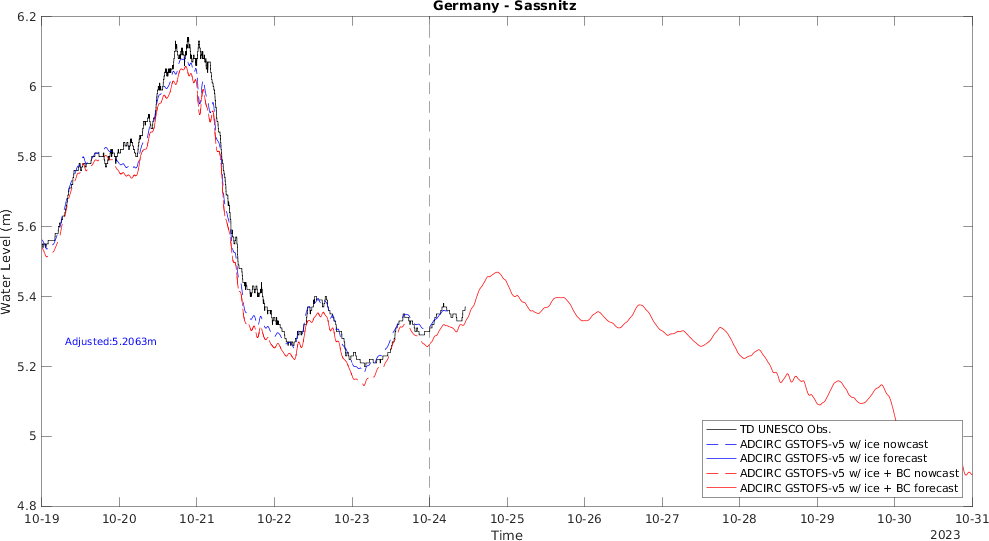 Germany - Sassnitz
6.2
6
5.8
5.6
5.4
5.2
5
4.8
Water Level (m)
Adjusted:5.2063m
TD UNESCO Obs.
ADCIRC GSTOFS-v5 w/ ice nowcast
ADCIRC GSTOFS-v5 w/ ice forecast
ADCIRC GSTOFS-v5 w/ ice + BC nowcast
ADCIRC GSTOFS-v5 w/ ice + BC forecast
10-19 10-20 10-21 10-22 10-23 10-24 10-25 10-26 10-27 10-28 10-29 10-30 10-31
Time
2023